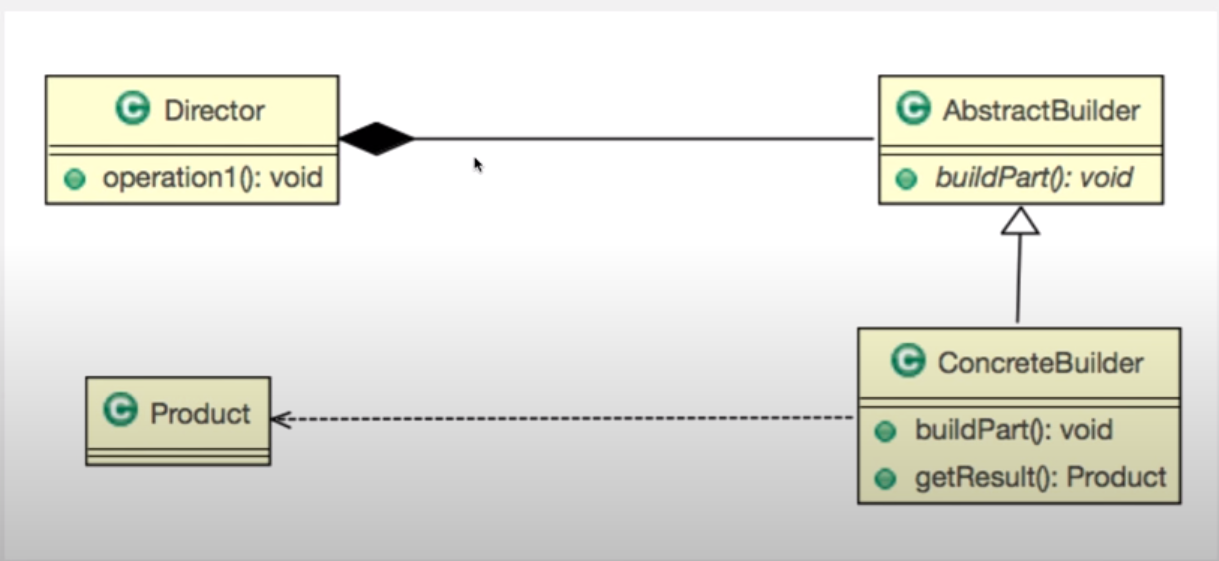 C Director
operation1(): void
C AbstractBuilder
buildPart(): void
C Product
C ConcreteBuilder
buildPart(): void
getResult(): Product